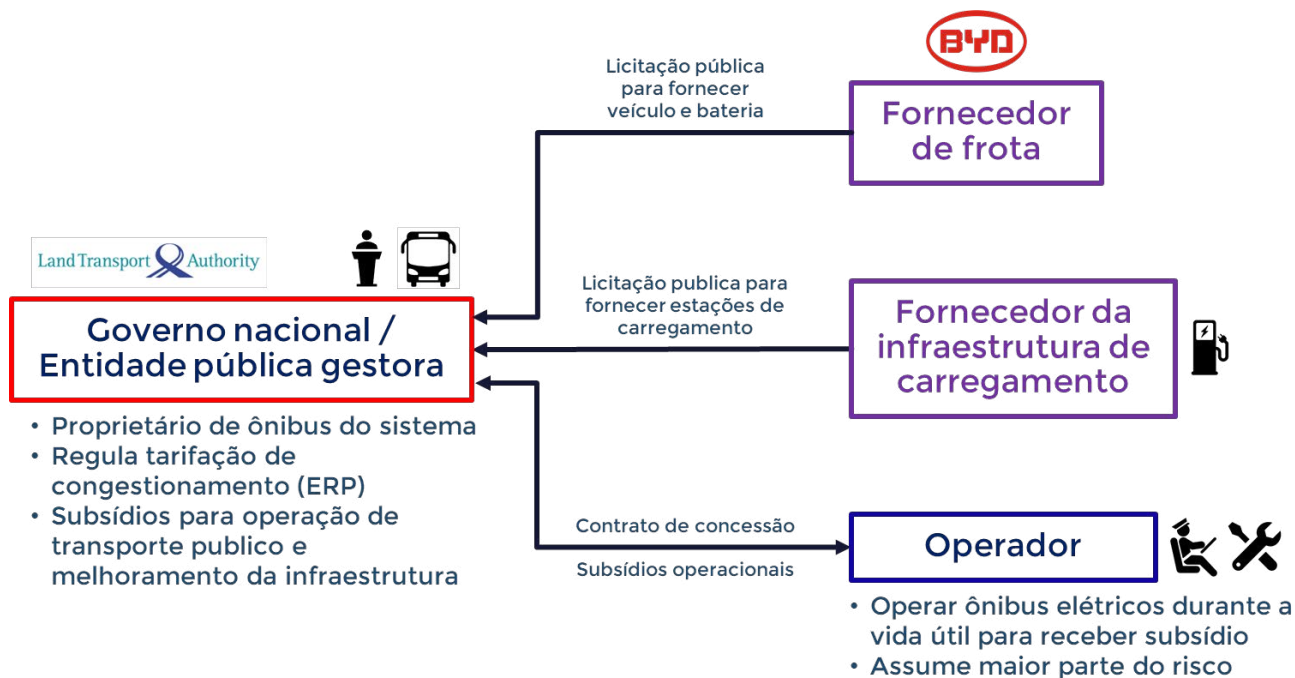 BYD
Licitação pública
para fornecer
veículo e bateria
Fornecedor
de frota
Land Transport Authority
Governo nacional /
Entidade pública gestora
• Proprietário de ônibus do sistema
• Regula tarifação de
congestionamento (ERP)
• Subsídios para operação de
transporte publico e
melhoramento da infraestrutura
Licitação publica para
fornecer estações de
carregamento
Fornecedor da
infraestrutura de
carregamento
Contrato de concessão
Subsídios operacionais
Operador
• Operar ônibus elétricos durante a
vida útil para receber subsídio
• Assume maior parte do risco